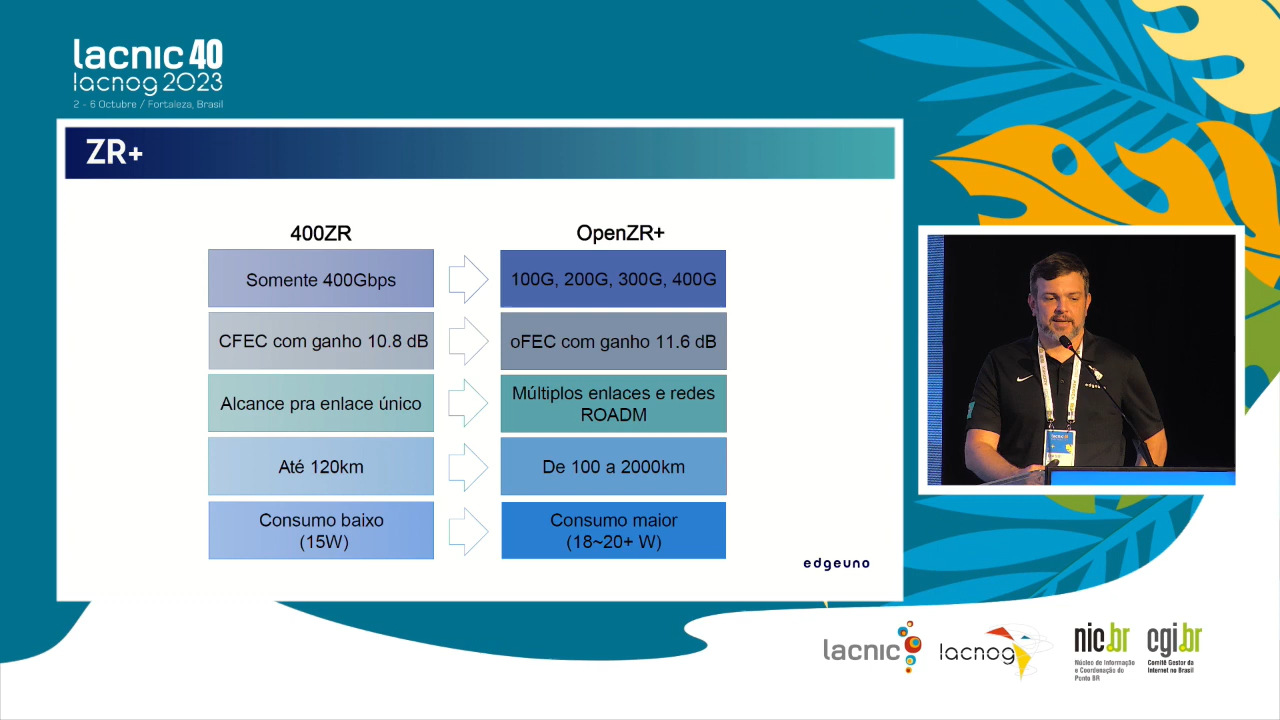 lacnic 40
lacnog 2023
2 - 6 Octubre / Fortaleza, Brasil
ZR+
400ZR
OpenZR+
Somente 400Gbps
100G, 200G, 300G, 400G
CFEC com ganho 10.8 dB
oFEC com ganho 11.6 dB
Alcance pra enlace único
Múltiplos enlaces e redes
ROADM
Até 120km
De 100 a 2000km
Consumo baixo
(15W)
Consumo maior
(18~20+ W)
edgeuno
lacnic 40
lacnic
lacnog
nic.br
Núcleo de Informação
e Coordenação do
Ponto BR
cgi.br
Comitê Gestor da
Internet no Brasil